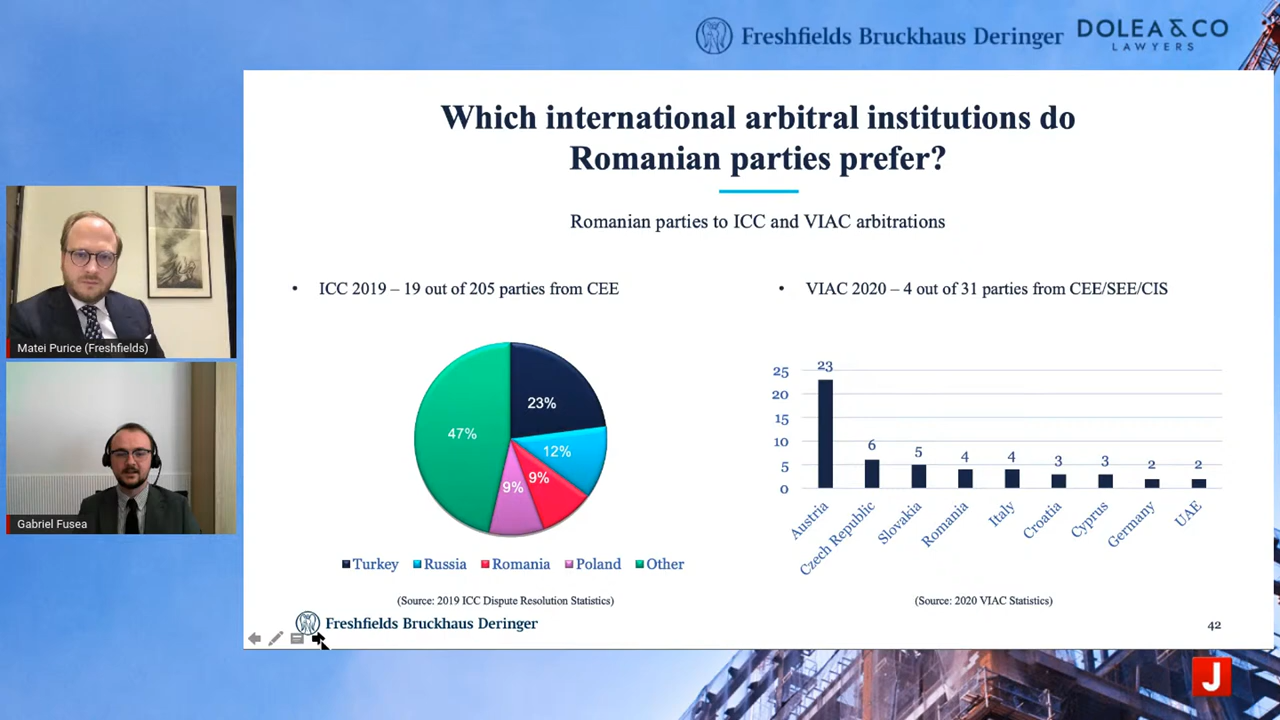 Freshfields Bruckhaus Deringer
DOLEA & CO
LAWYERS
Which international arbitral institutions do
Romanian parties prefer?
Romanian parties to ICC and VIAC arbitrations
• ICC 2019 – 19 out of 205 parties from CEE
• VIAC 2020 – 4 out of 31 parties from CEE/SEE/CIS
23%
12%
9%
9%
47%
Turkey Russia Romania Poland Other
(Source: 2019 ICC Dispute Resolution Statistics)
25
20
15
10
5
0
23
6
5
4
4
3
3
2
2
Austria
Czech Republic
Slovakia
Romania
Italy
Croatia
Cyprus
Germany
UAE
(Source: 2020 VIAC Statistics)
Freshfields Bruckhaus Deringer
42
Matei Purice (Freshfields)
Gabriel Fusea
J